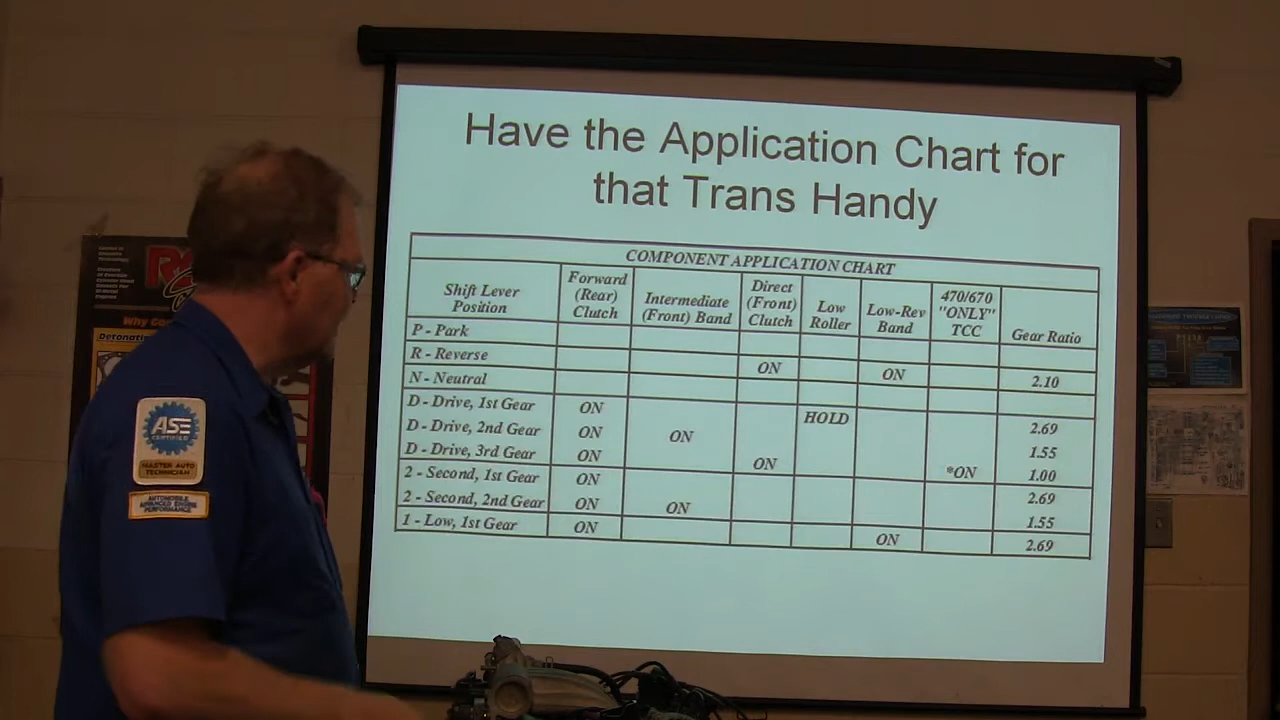 Have the Application Chart for
that Trans Handy
COMPONENT APPLICATION CHART
Shift Lever Position Forward (Rear) Clutch Intermediate (Front) Band Direct (Front) Clutch Low Roller Low-Rev Band 470/670 "ONLY" TCC Gear Ratio
P - Park
R - Reverse ON ON 2.10
N - Neutral
D - Drive, 1st Gear ON HOLD 2.69
D - Drive, 2nd Gear ON ON 1.55
D - Drive, 3rd Gear ON ON *ON 1.00
2 - Second, 1st Gear ON 2.69
2 - Second, 2nd Gear ON ON 1.55
1 - Low, 1st Gear ON ON 2.69
ASE
CERTIFIED
MASTER AUTO
TECHNICIAN
AUTOMOBILE
ADVANCED ENGINE
PERFORMANCE